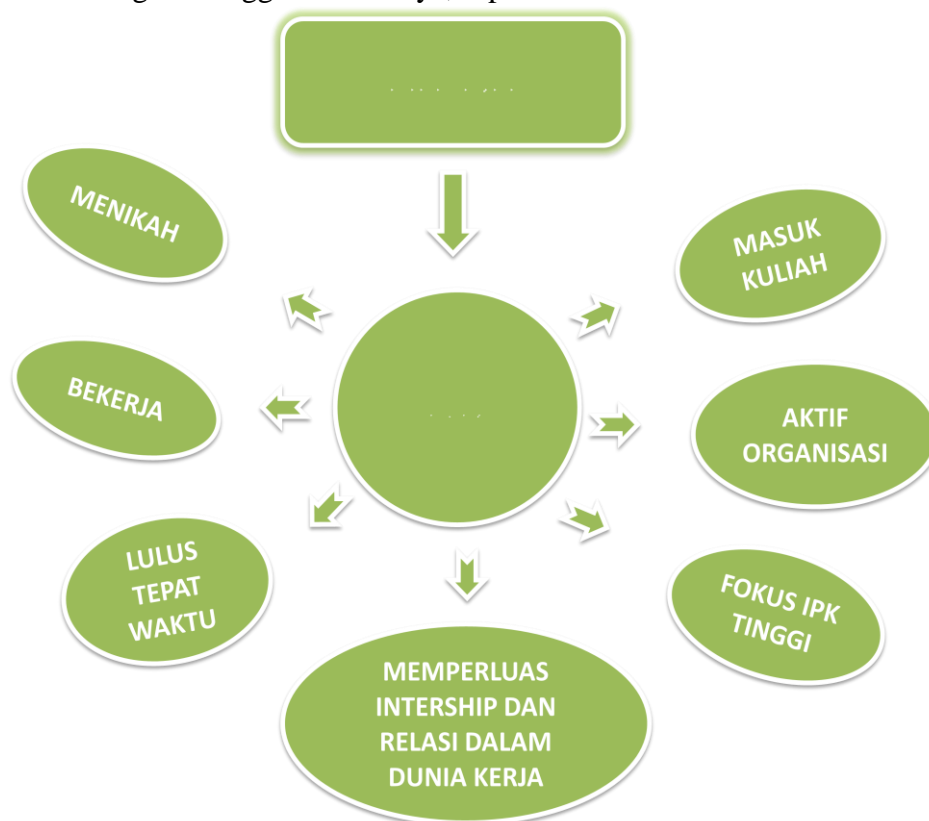 MENIKAH
MASUK
KULIAH
BEKERJA
AKTIF
ORGANISASI
LULUS
TEPAT
WAKTU
FOKUS IPK
TINGGI
MEMPERLUAS
INTERSHIP DAN
RELASI DALAM
DUNIA KERJA